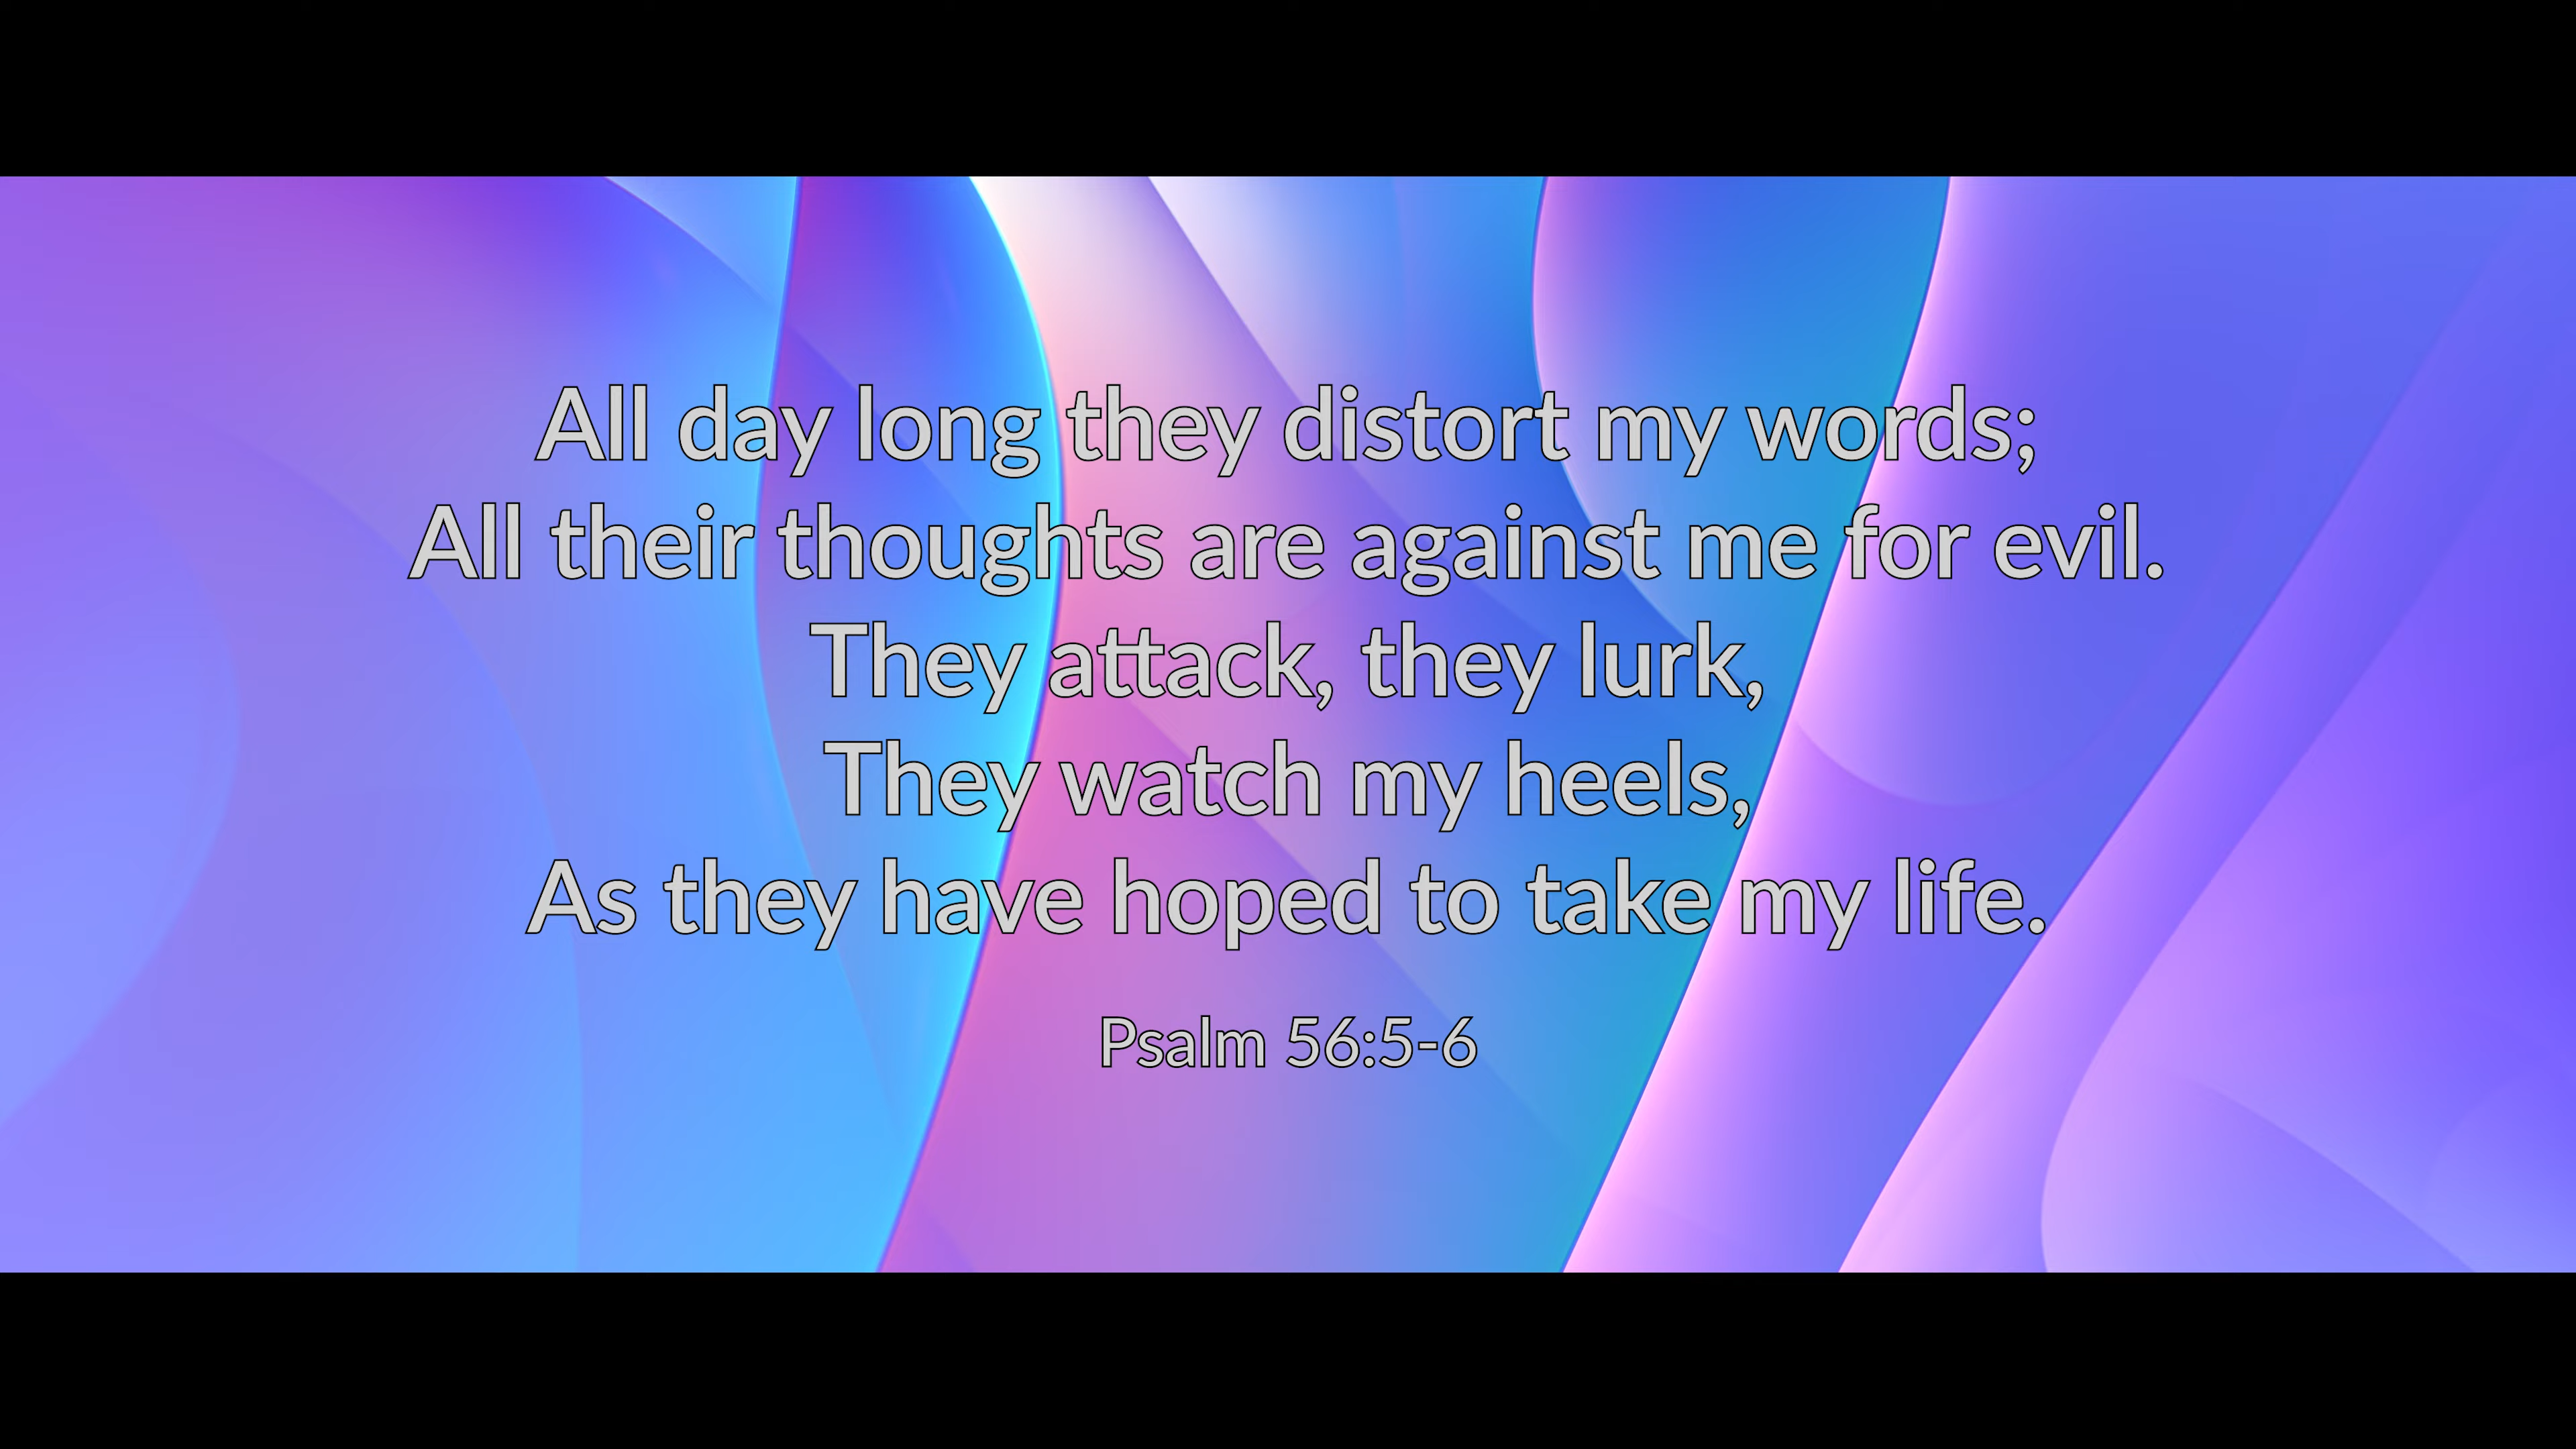 All day long they distort my words;
All their thoughts are against me for evil.
They attack, they lurk,
They watch my heels,
As they have hoped to take my life.
Psalm 56:5-6